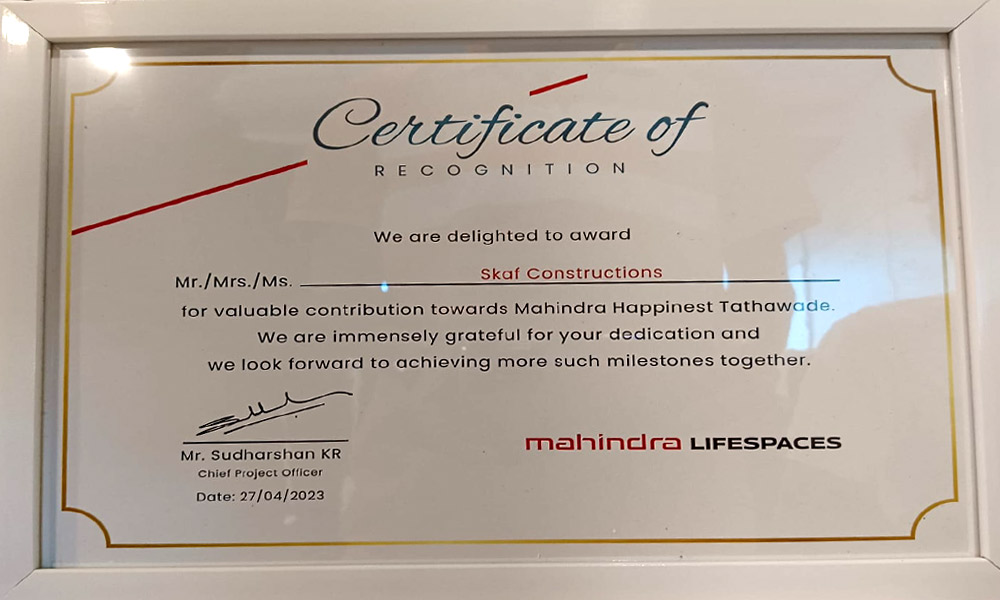 Certificate of
RECOGNITION
We are delighted to award
Mr./Mrs./Ms. Skaf Constructions
for valuable contribution towards Mahindra Happinest Tathawade.
We are immensely grateful for your dedication and
we look forward to achieving more such milestones together.
Mr. Sudharshan KR
Chief Project Officer
Date: 27/04/2023
mahindra LIFESPACES